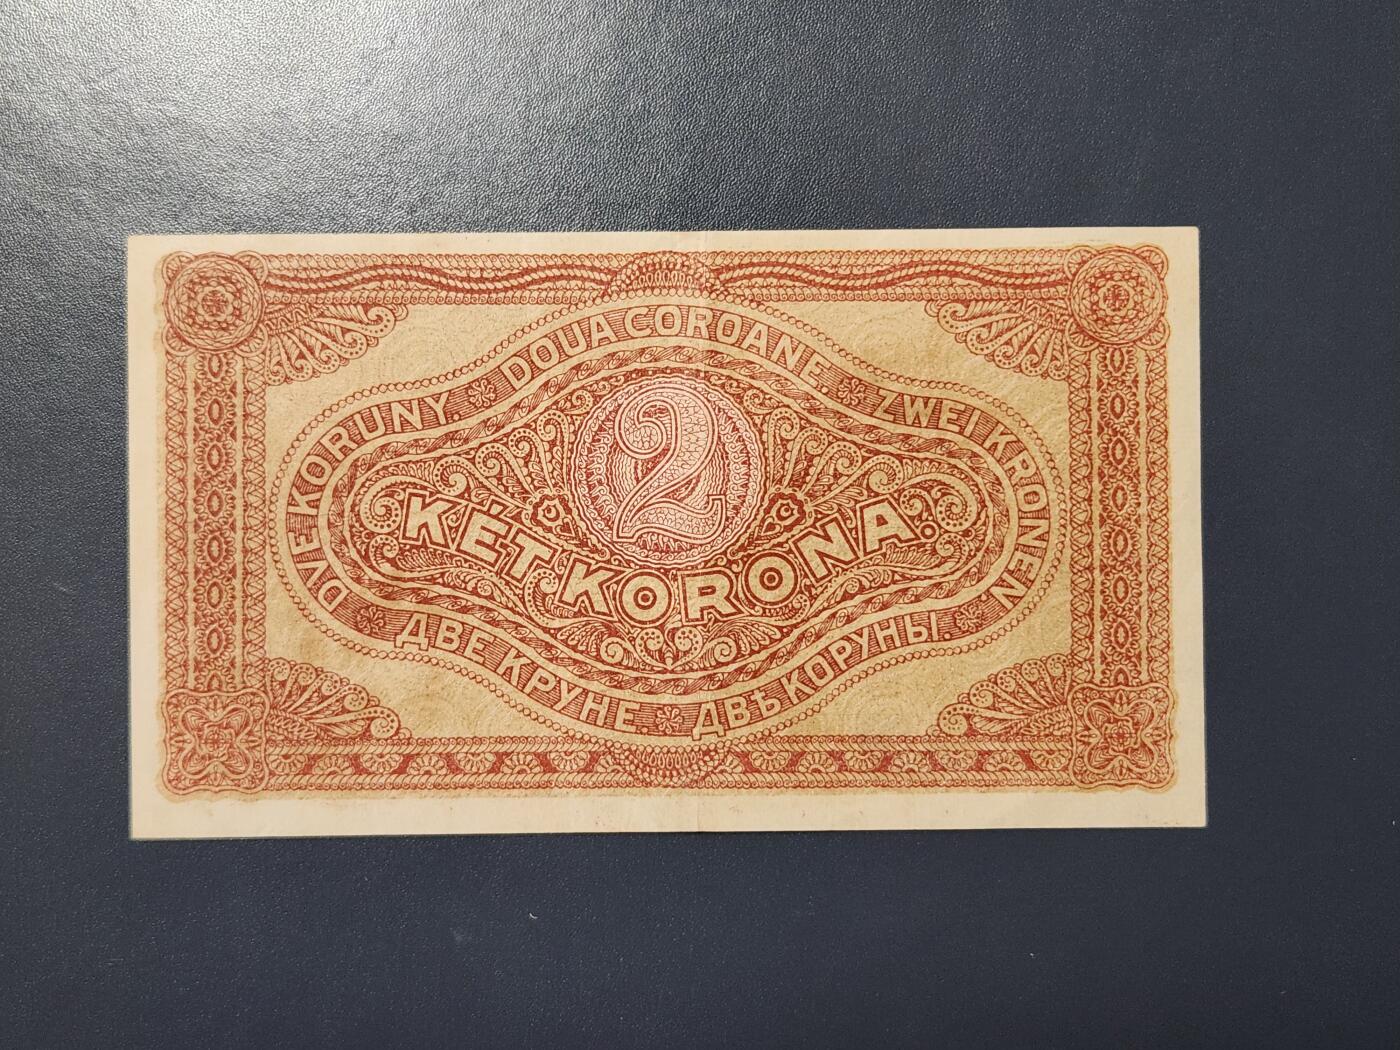 DVE KORUNY. DOUA COROANE. ZWEI KRONEN.
2
KÉT KORONA.
ДВЕ КРУНЕ ДВѢ КОРУНЫ.